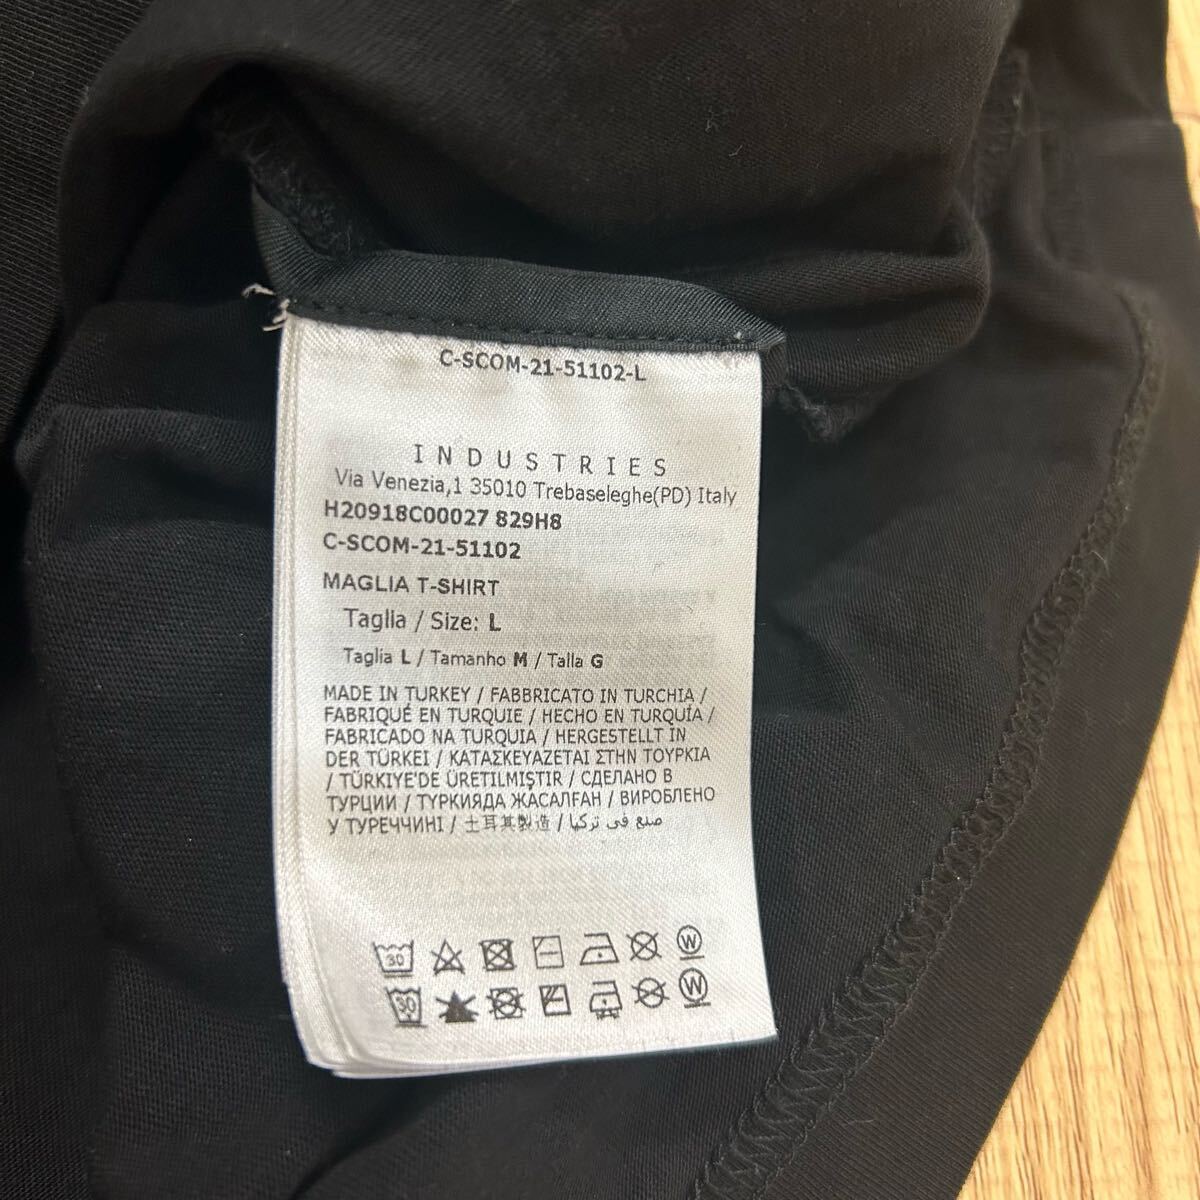 C-SCOM-21-51102-L
INDUSTRIES
Via Venezia,1 35010 Trebaseleghe(PD) Italy
H20918C00027 829H8
C-SCOM-21-51102
MAGLIA T-SHIRT
Taglia / Size: L
Taglia L / Tamanho M / Talla G
MADE IN TURKEY / FABBRICATO IN TURCHIA /
FABRIQUÉ EN TURQUIE / HECHO EN TURQUÍA /
FABRICADO NA TURQUIA / HERGESTELLT IN
DER TÜRKEI / ΚΑΤΑΣΚΕΥΑΖΕΤΑΙ ΣΤΗΝ ΤΟΥΡΚΙΑ
/ TÜRKIYE'DE ÜRETILMIŞTIR / СДЕЛАНО В
ТУРЦИИ / ТУРКИЯДА ЖАСАЛҒАН / ВИРОБЛЕНО
У ТУРЕЧЧИНІ / 土耳其製造 / صنع في تركيا
30 W
30 W